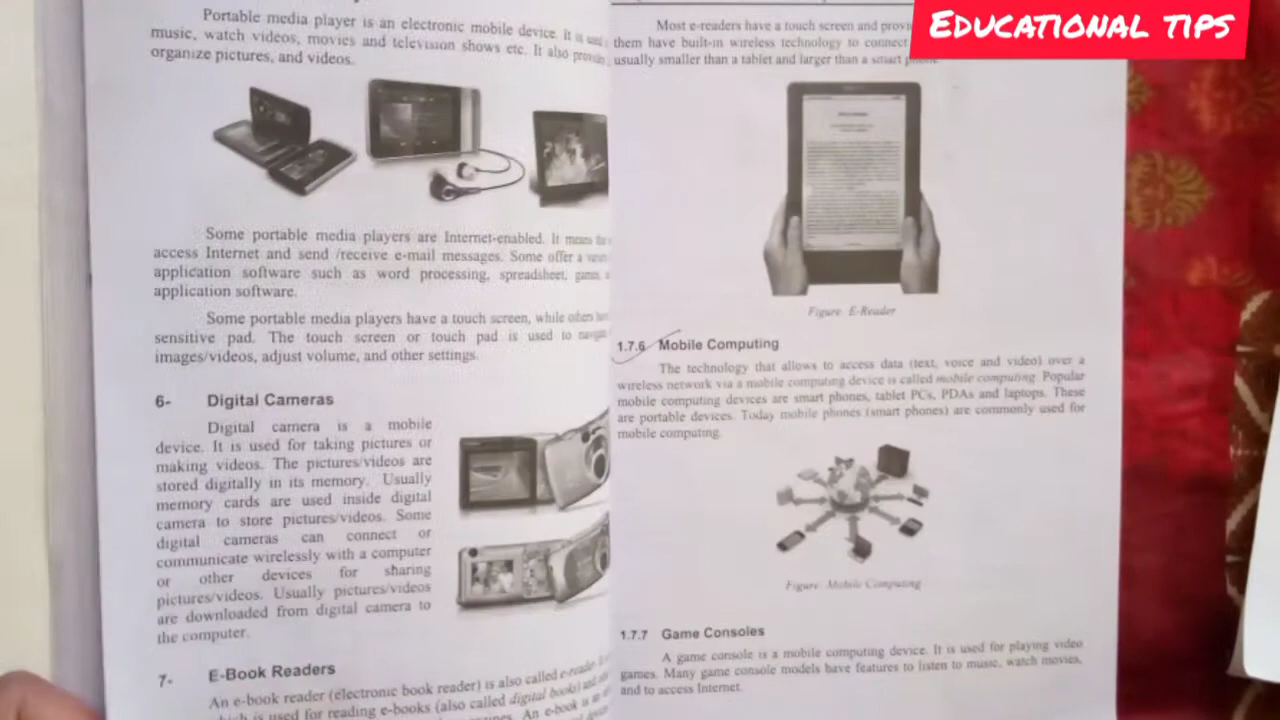 Portable media player is an electronic mobile device. It is used
music, watch videos, movies and television shows etc. It also
organize pictures, and videos.
Some portable media players are Internet-enabled. It means
access Internet and send /receive e-mail messages. Some offer a
application software such as word processing, spreadsheet, games,
application software.
Some portable media players have a touch screen, while others
sensitive pad. The touch screen or touch pad is used to
images/videos, adjust volume, and other settings.
6- Digital Cameras
Digital camera is a mobile
device. It is used for taking pictures or
making videos. The pictures/videos are
stored digitally in its memory. Usually
memory cards are used inside digital
camera to store pictures/videos. Some
digital cameras can connect or
communicate wirelessly with a computer
or other devices for sharing
pictures/videos. Usually pictures/videos
are downloaded from digital camera to
the computer.
7- E-Book Readers
An e-book reader (electronic book reader) is also called e-reader.
which is used for reading e-books (also called digital books)
An e-book is
Most e-readers have a touch screen and
them have built-in wireless technology to connect
usually smaller than a tablet and larger than a smart
Figure E-Reader
1.7.6 Mobile Computing
The technology that allows to access data (text, voice and video) over a
wireless network via a mobile computing device is called mobile computing. Popular
mobile computing devices are smart phones, tablet PCs, PDAs and laptops. These
are portable devices. Today mobile phones (smart phones) are commonly used for
mobile computing.
Figure Mobile Computing
1.7.7 Game Consoles
A game console is a mobile computing device. It is used for playing video
games. Many game console models have features to listen to music, watch movies,
and to access Internet.
EDUCATIONAL TIPS